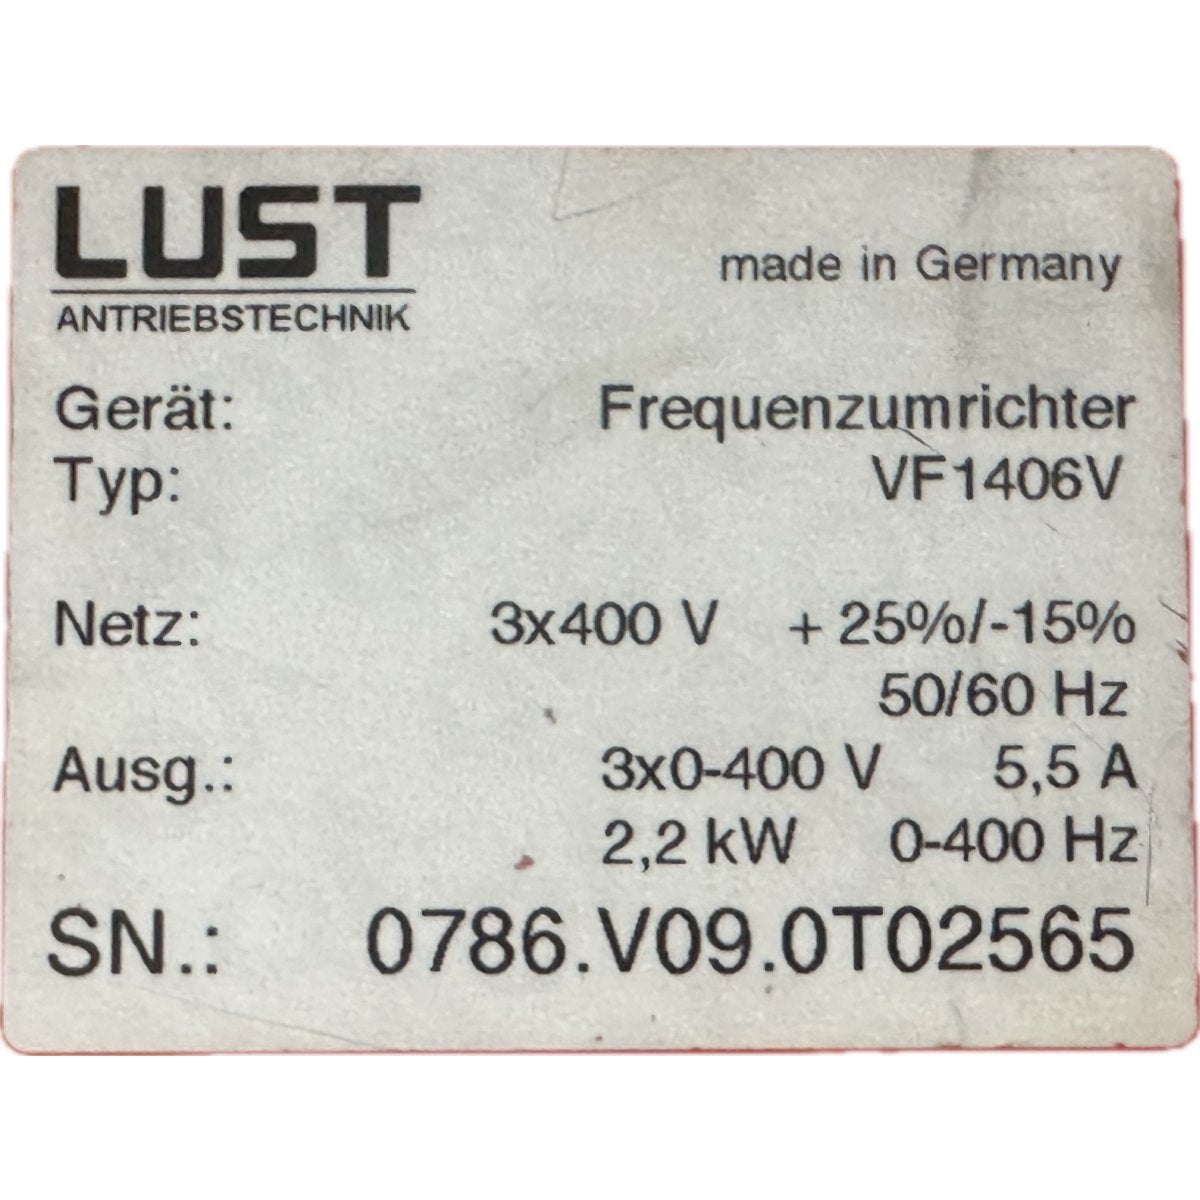 LUST
ANTRIEBSTECHNIK
made in Germany
Gerät: Frequenzumrichter
Typ: VF1406V
Netz: 3x400 V + 25%/-15%
50/60 Hz
Ausg.: 3x0-400 V 5,5 A
2,2 kW 0-400 Hz
SN.: 0786.V09.0T02565